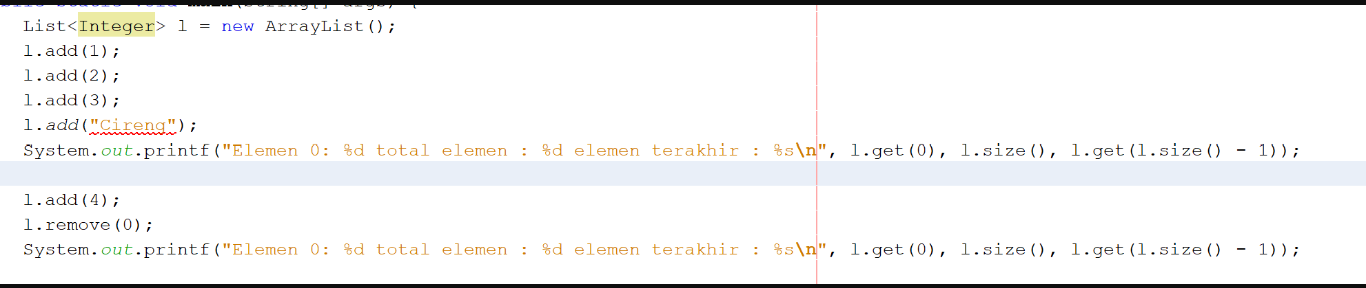 List<Integer> l = new ArrayList();
l.add(1);
l.add(2);
l.add(3);
l.add("Cireng");
System.out.printf("Elemen 0: %d total elemen : %d elemen terakhir : %s\n", l.get(0), l.size(), l.get(l.size() - 1));
l.add(4);
l.remove(0);
System.out.printf("Elemen 0: %d total elemen : %d elemen terakhir : %s\n", l.get(0), l.size(), l.get(l.size() - 1));